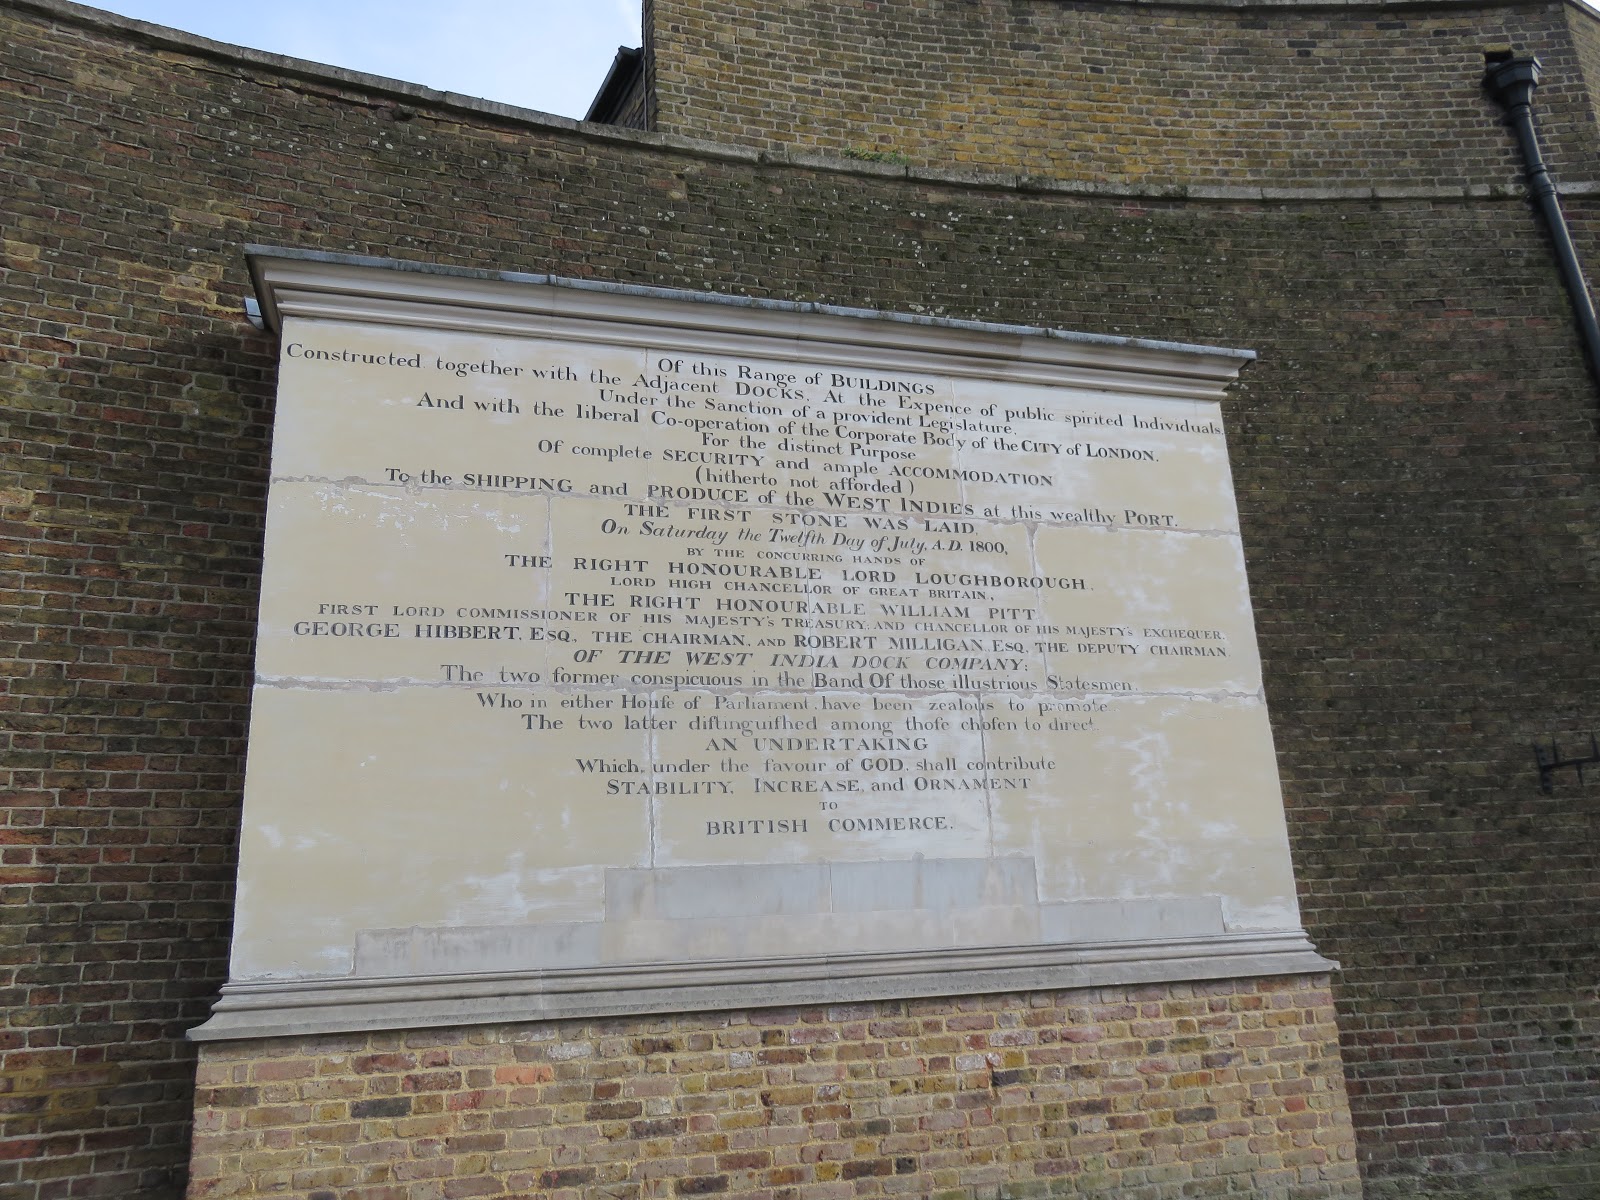 Of this Range of BUILDINGS
Constructed together with the Adjacent DOCKS, At the Expence of public spirited Individuals,
Under the Sanction of a provident Legislature,
And with the liberal Co-operation of the Corporate Body of the CITY of LONDON,
For the distinct Purpose
Of complete SECURITY and ample ACCOMMODATION
(hitherto not afforded)
To the SHIPPING and PRODUCE of the WEST INDIES at this wealthy PORT.
THE FIRST STONE WAS LAID,
On Saturday the Twelfth Day of July, A.D. 1800,
BY THE CONCURRING HANDS OF
THE RIGHT HONOURABLE LORD LOUGHBOROUGH,
LORD HIGH CHANCELLOR OF GREAT BRITAIN,
THE RIGHT HONOURABLE WILLIAM PITT
FIRST LORD COMMISSIONER OF HIS MAJESTY'S TREASURY, AND CHANCELLOR OF HIS MAJESTY'S EXCHEQUER,
GEORGE HIBBERT, ESQ, THE CHAIRMAN, AND ROBERT MILLIGAN, ESQ, THE DEPUTY CHAIRMAN
OF THE WEST INDIA DOCK COMPANY;
The two former conspicuous in the Band Of those illustrious Statesmen,
Who in either Houſe of Parliament, have been zealous to promote,
The two latter diſtinguiſhed among thoſe choſen to direct,
AN UNDERTAKING
Which, under the favour of GOD, shall contribute
STABILITY, INCREASE, and ORNAMENT
TO
BRITISH COMMERCE.